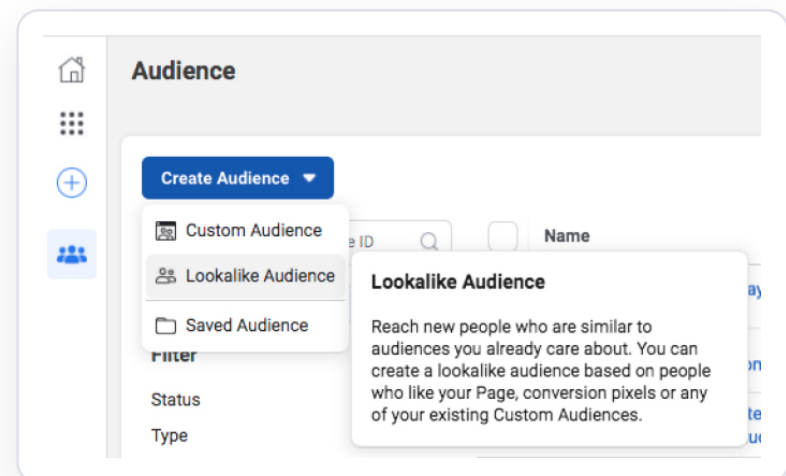 Audience
Create Audience
Custom Audience
e ID
Name
Lookalike Audience
Saved Audience
Filter
Status
Type
Lookalike Audience
Reach new people who are similar to
audiences you already care about. You can
create a lookalike audience based on people
who like your Page, conversion pixels or any
of your existing Custom Audiences.